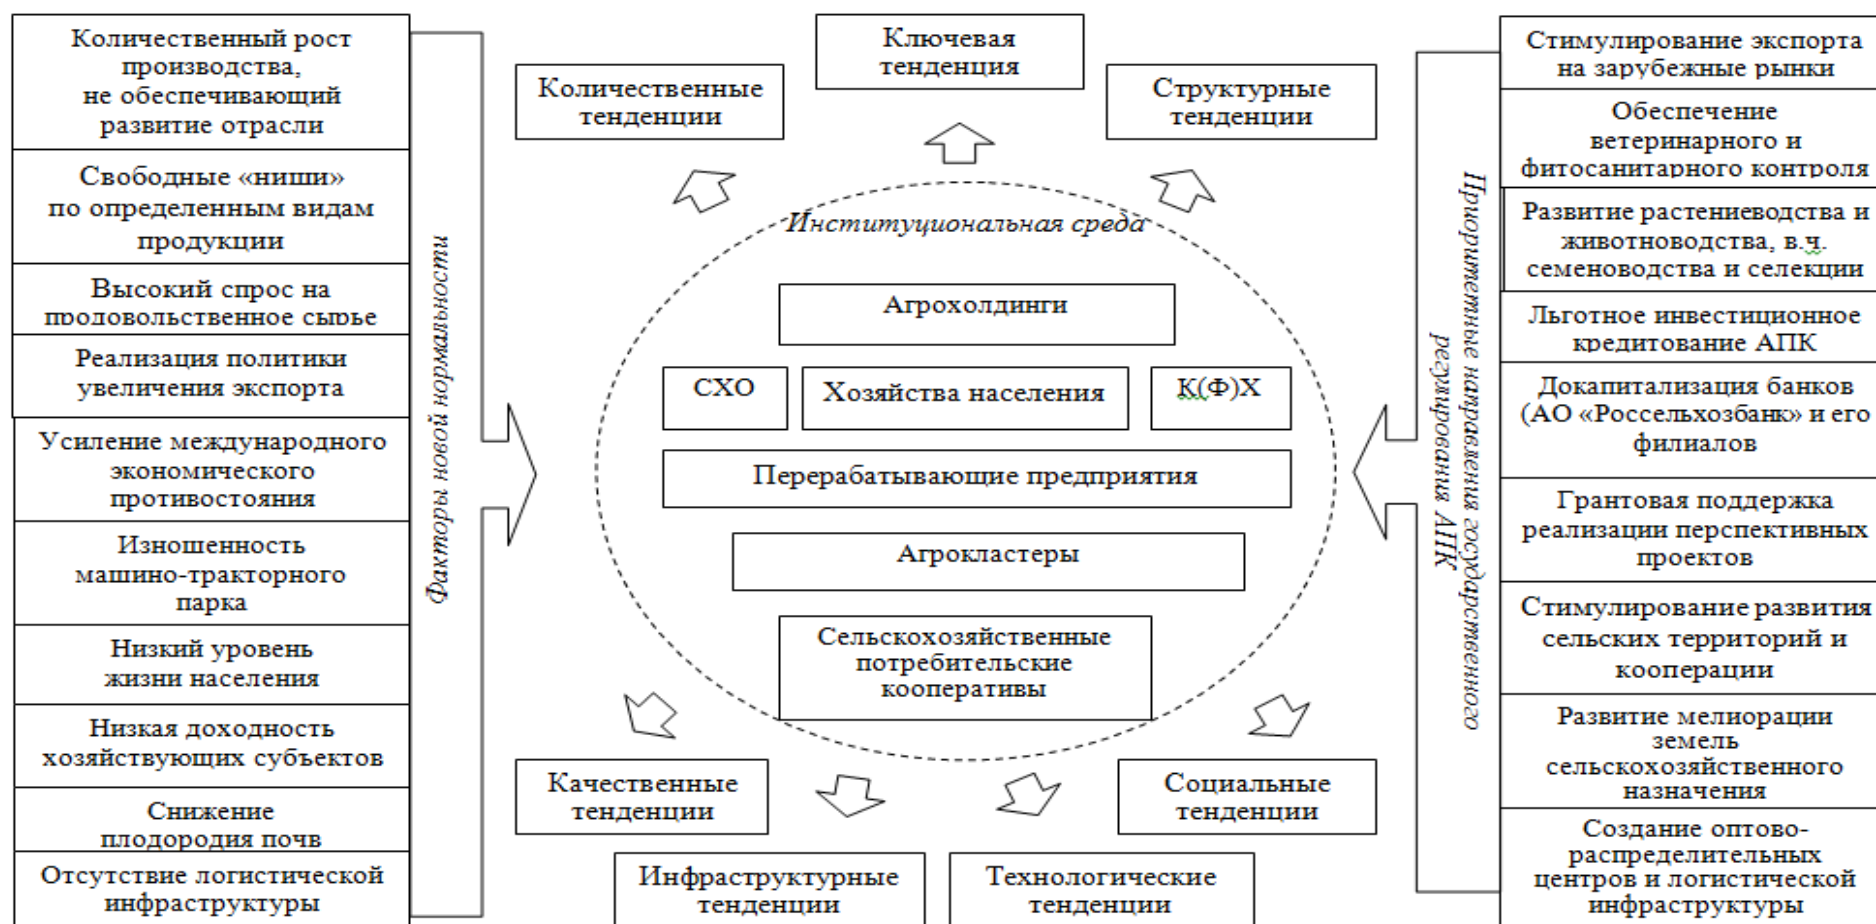 Количественный рост
производства,
не обеспечивающий
развитие отрасли
Свободные «ниши»
по определенным видам
продукции
Высокий спрос на
продовольственное сырье
Реализация политики
увеличения экспорта
Усиление международного
экономического
противостояния
Изношенность
машино-тракторного
парка
Низкий уровень
жизни населения
Низкая доходность
хозяйствующих субъектов
Снижение
плодородия почв
Отсутствие логистической
инфраструктуры
Факторы новой нормальности
Количественные
тенденции
Ключевая
тенденция
Структурные
тенденции
Институциональная среда
Агрохолдинги
СХО
Хозяйства населения
К(Ф)Х
Перерабатывающие предприятия
Агрокластеры
Сельскохозяйственные
потребительские
кооперативы
Качественные
тенденции
Социальные
тенденции
Инфраструктурные
тенденции
Технологические
тенденции
Приоритетные направления государственного
регулирования АПК
Стимулирование экспорта
на зарубежные рынки
Обеспечение
ветеринарного и
фитосанитарного контроля
Развитие растениеводства и
животноводства, в.ч.
семеноводства и селекции
Льготное инвестиционное
кредитование АПК
Докапитализация банков
(АО «Россельхозбанк» и его
филиалов
Грантовая поддержка
реализации перспективных
проектов
Стимулирование развития
сельских территорий и
кооперации
Развитие мелиорации
земель
сельскохозяйственного
назначения
Создание оптово-
распределительных
центров и логистической
инфраструктуры